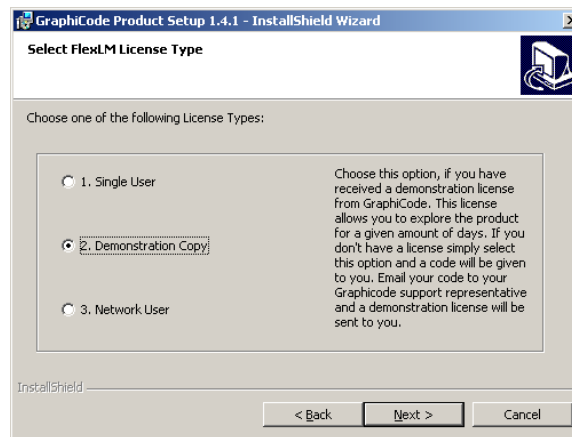 GraphiCode Product Setup 1.4.1 - InstallShield Wizard
Select FlexLM License Type
Choose one of the following License Types:
1. Single User
2. Demonstration Copy
3. Network User
Choose this option, if you have
received a demonstration license
from GraphiCode. This license
allows you to explore the product
for a given amount of days. If you
don't have a license simply select
this option and a code will be given
to you. Email your code to your
Graphicode support representative
and a demonstration license will be
sent to you.
InstallShield
< Back
Next >
Cancel